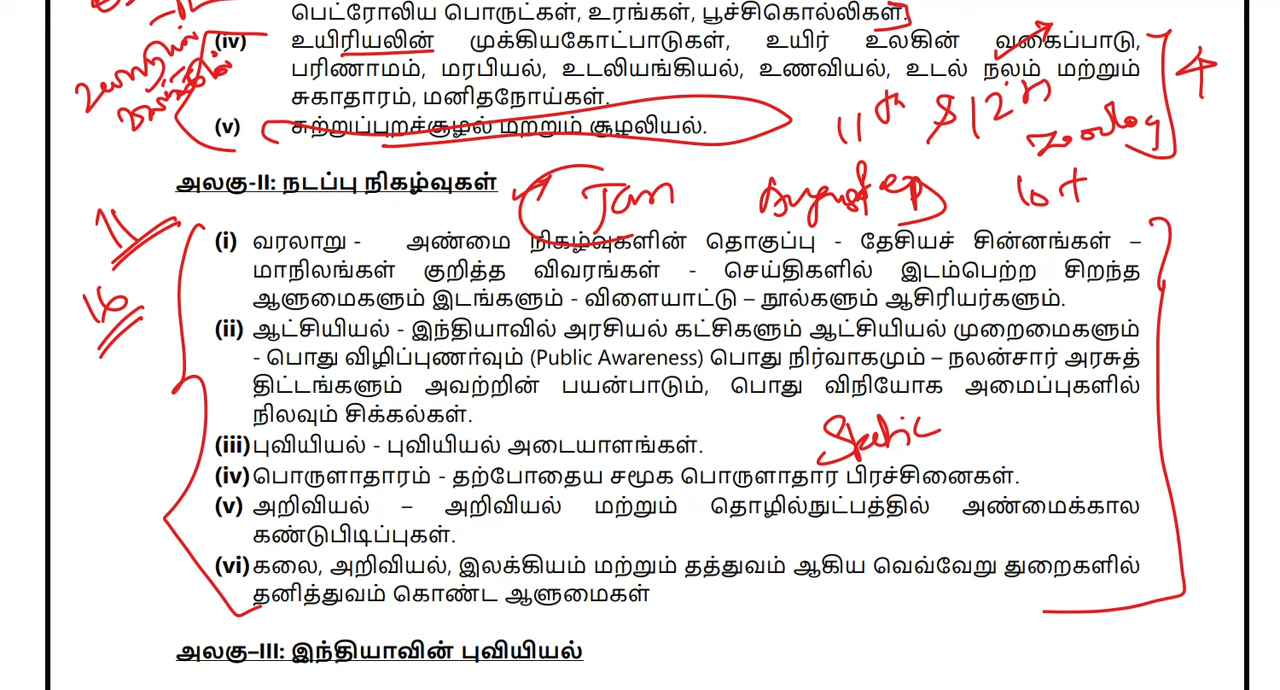 பெட்ரோலிய பொருட்கள், உரங்கள், பூச்சிகொல்லிகள்.
(iv) உயிரியலின் முக்கியகோட்பாடுகள், உயிர் உலகின் வகைப்பாடு,
பரிணாமம், மரபியல், உடலியங்கியல், உணவியல், உடல் நலம் மற்றும்
சுகாதாரம், மனிதநோய்கள்.
4
(v) சுற்றுப்புறச்சூழல் மற்றும் சூழலியல்.
11th & 12th
Zoology
அலகு-II: நடப்பு நிகழ்வுகள்
Jan
10+
11
(i) வரலாறு - அண்மை நிகழ்வுகளின் தொகுப்பு - தேசியச் சின்னங்கள் –
மாநிலங்கள் குறித்த விவரங்கள் - செய்திகளில் இடம்பெற்ற சிறந்த
ஆளுமைகளும் இடங்களும் - விளையாட்டு – நூல்களும் ஆசிரியர்களும்.
16
(ii) ஆட்சியியல் - இந்தியாவில் அரசியல் கட்சிகளும் ஆட்சியியல் முறைமைகளும்
- பொது விழிப்புணர்வும் (Public Awareness) பொது நிர்வாகமும் – நலன்சார் அரசுத்
திட்டங்களும் அவற்றின் பயன்பாடும், பொது விநியோக அமைப்புகளில்
நிலவும் சிக்கல்கள்.
Static
(iii) புவியியல் - புவியியல் அடையாளங்கள்.
(iv) பொருளாதாரம் - தற்போதைய சமூக பொருளாதார பிரச்சினைகள்.
(v) அறிவியல் – அறிவியல் மற்றும் தொழில்நுட்பத்தில் அண்மைக்கால
கண்டுபிடிப்புகள்.
(vi) கலை, அறிவியல், இலக்கியம் மற்றும் தத்துவம் ஆகிய வெவ்வேறு துறைகளில்
தனித்துவம் கொண்ட ஆளுமைகள்
அலகு–III: இந்தியாவின் புவியியல்